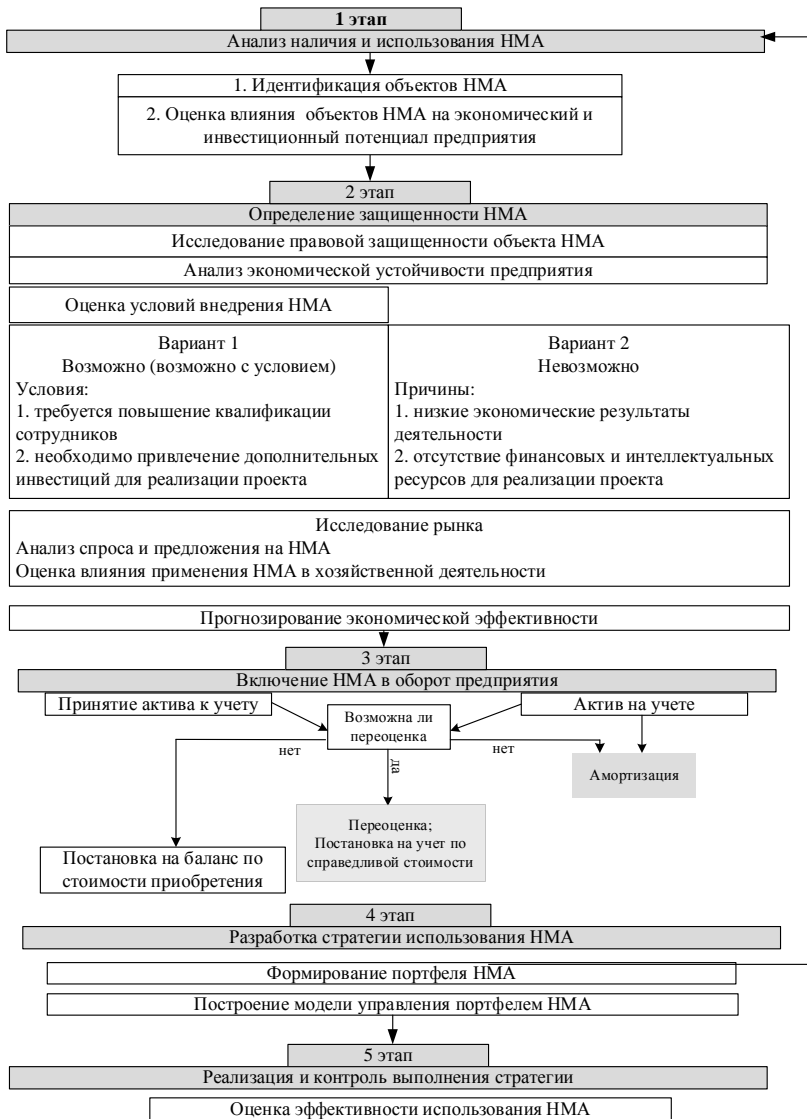 1 этап
Анализ наличия и использования НМА
1. Идентификация объектов НМА
2. Оценка влияния объектов НМА на экономический и
инвестиционный потенциал предприятия
2 этап
Определение защищенности НМА
Исследование правовой защищенности объекта НМА
Анализ экономической устойчивости предприятия
Оценка условий внедрения НМА
Вариант 1
Возможно (возможно с условием)
Условия:
1. требуется повышение квалификации
сотрудников
2. необходимо привлечение дополнительных
инвестиций для реализации проекта
Вариант 2
Невозможно
Причины:
1. низкие экономические результаты
деятельности
2. отсутствие финансовых и интеллектуальных
ресурсов для реализации проекта
Исследование рынка
Анализ спроса и предложения на НМА
Оценка влияния применения НМА в хозяйственной деятельности
Прогнозирование экономической эффективности
3 этап
Включение НМА в оборот предприятия
Принятие актива к учету
Возможна ли
переоценка
Актив на учете
нет
да
нет
Амортизация
Переоценка;
Постановка на учет по
справедливой стоимости
Постановка на баланс по
стоимости приобретения
4 этап
Разработка стратегии использования НМА
Формирование портфеля НМА
Построение модели управления портфелем НМА
5 этап
Реализация и контроль выполнения стратегии
Оценка эффективности использования НМА